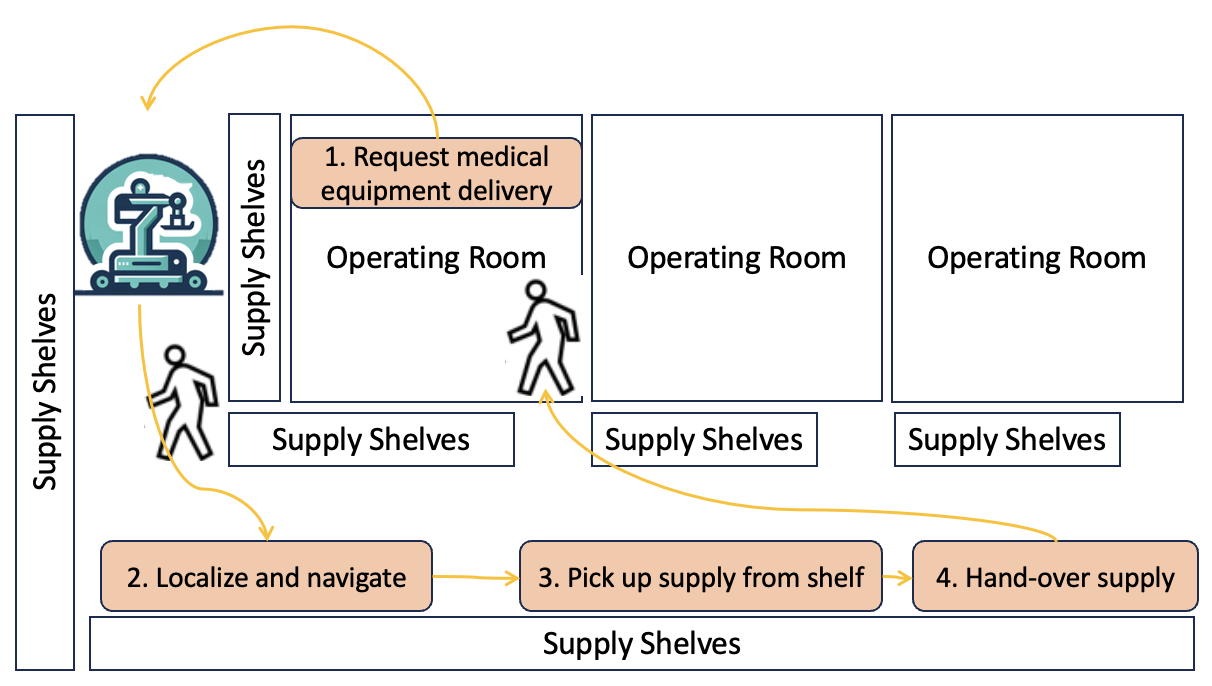 Supply Shelves
Supply Shelves
1. Request medical
equipment delivery
Operating Room
Operating Room
Operating Room
Supply Shelves
Supply Shelves
Supply Shelves
2. Localize and navigate
3. Pick up supply from shelf
4. Hand-over supply
Supply Shelves